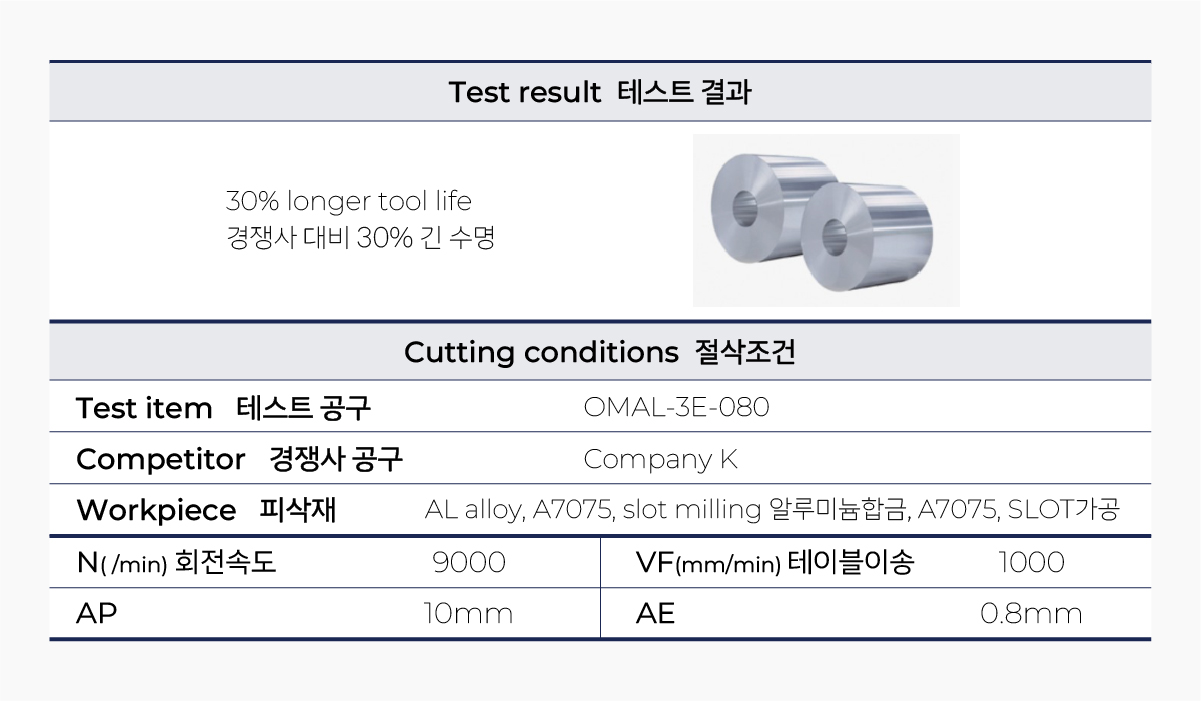 Test result 테스트 결과
30% longer tool life
경쟁사 대비 30% 긴 수명
Cutting conditions 절삭조건
Test item 테스트 공구 OMAL-3E-080
Competitor 경쟁사 공구 Company K
Workpiece 피삭재 AL alloy, A7075, slot milling 알루미늄합금, A7075, SLOT가공
N( /min) 회전속도 9000 VF(mm/min) 테이블이송 1000
AP 10mm AE 0.8mm